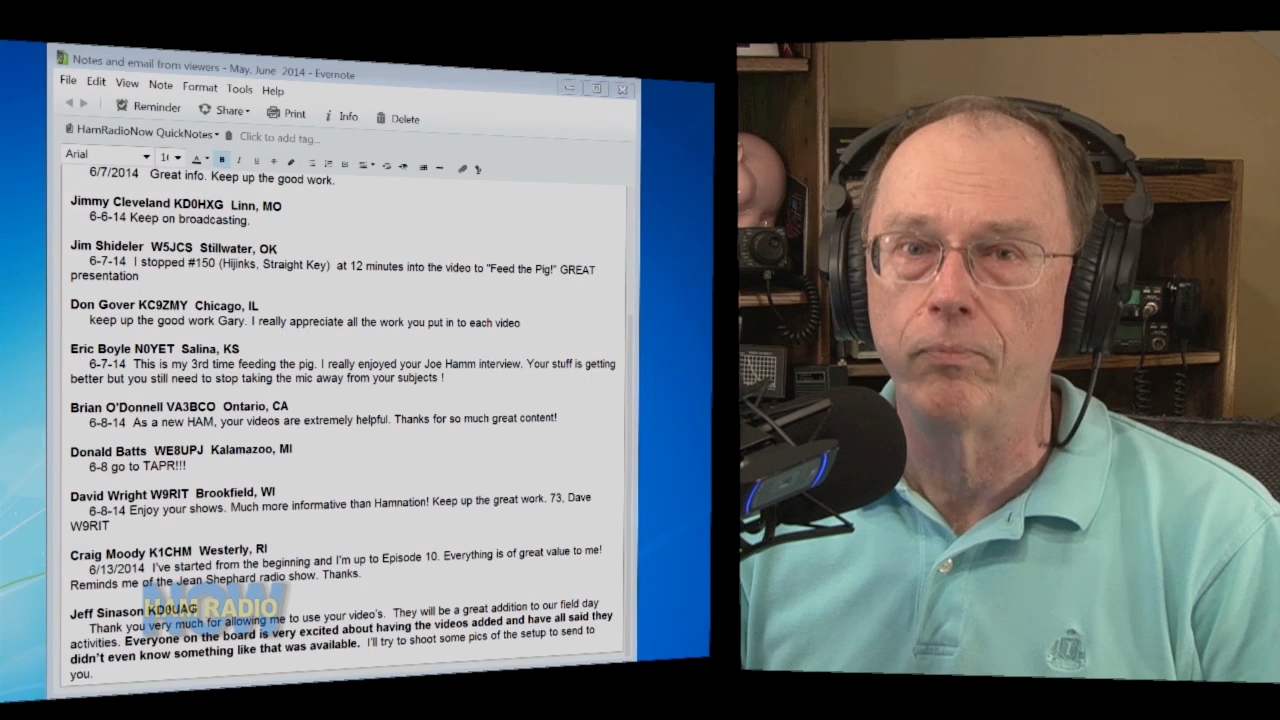 Notes and email from viewers - May, June 2014 - Evernote
File Edit View Note Format Tools Help
Reminder Share Print Info Delete
HamRadioNow QuickNotes Click to add tag...
Arial
6/7/2014 Great info. Keep up the good work.
Jimmy Cleveland KD0HXG Linn, MO
6-6-14 Keep on broadcasting.
Jim Shideler W5JCS Stillwater, OK
6-7-14 I stopped #150 (Hijinks, Straight Key) at 12 minutes into the video to "Feed the Pig!" GREAT
presentation
Don Gover KC9ZMY Chicago, IL
keep up the good work Gary. I really appreciate all the work you put in to each video
Eric Boyle N0YET Salina, KS
6-7-14 This is my 3rd time feeding the pig. I really enjoyed your Joe Hamm interview. Your stuff is getting
better but you still need to stop taking the mic away from your subjects !
Brian O'Donnell VA3BCO Ontario, CA
6-8-14 As a new HAM, your videos are extremely helpful. Thanks for so much great content!
Donald Batts WE8UPJ Kalamazoo, MI
6-8 go to TAPR!!!
David Wright W9RIT Brookfield, WI
6-8-14 Enjoy your shows. Much more informative than Hamnation! Keep up the great work. 73, Dave
W9RIT
Craig Moody K1CHM Westerly, RI
6/13/2014 I've started from the beginning and I'm up to Episode 10. Everything is of great value to me!
Reminds me of the Jean Shephard radio show. Thanks.
Jeff Sinason KD0UAG
Thank you very much for allowing me to use your video's. They will be a great addition to our field day
activities. Everyone on the board is very excited about having the videos added and have all said they
didn't even know something like that was available. I'll try to shoot some pics of the setup to send to
you.
HAM RADIO
NOW